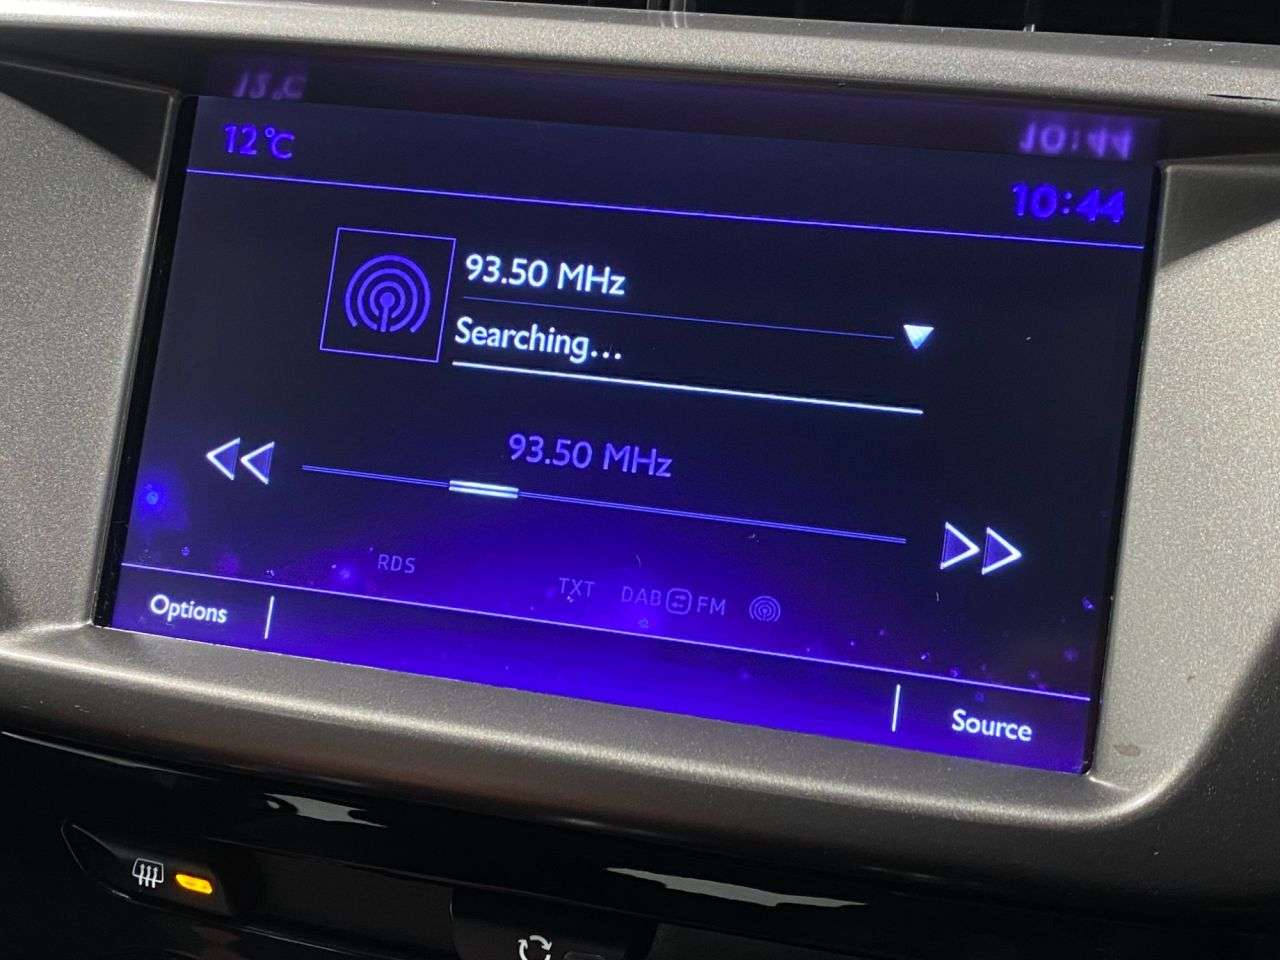 12°C
10:44
93.50 MHz
Searching...
93.50 MHz
RDS TXT DAB FM
Options
Source